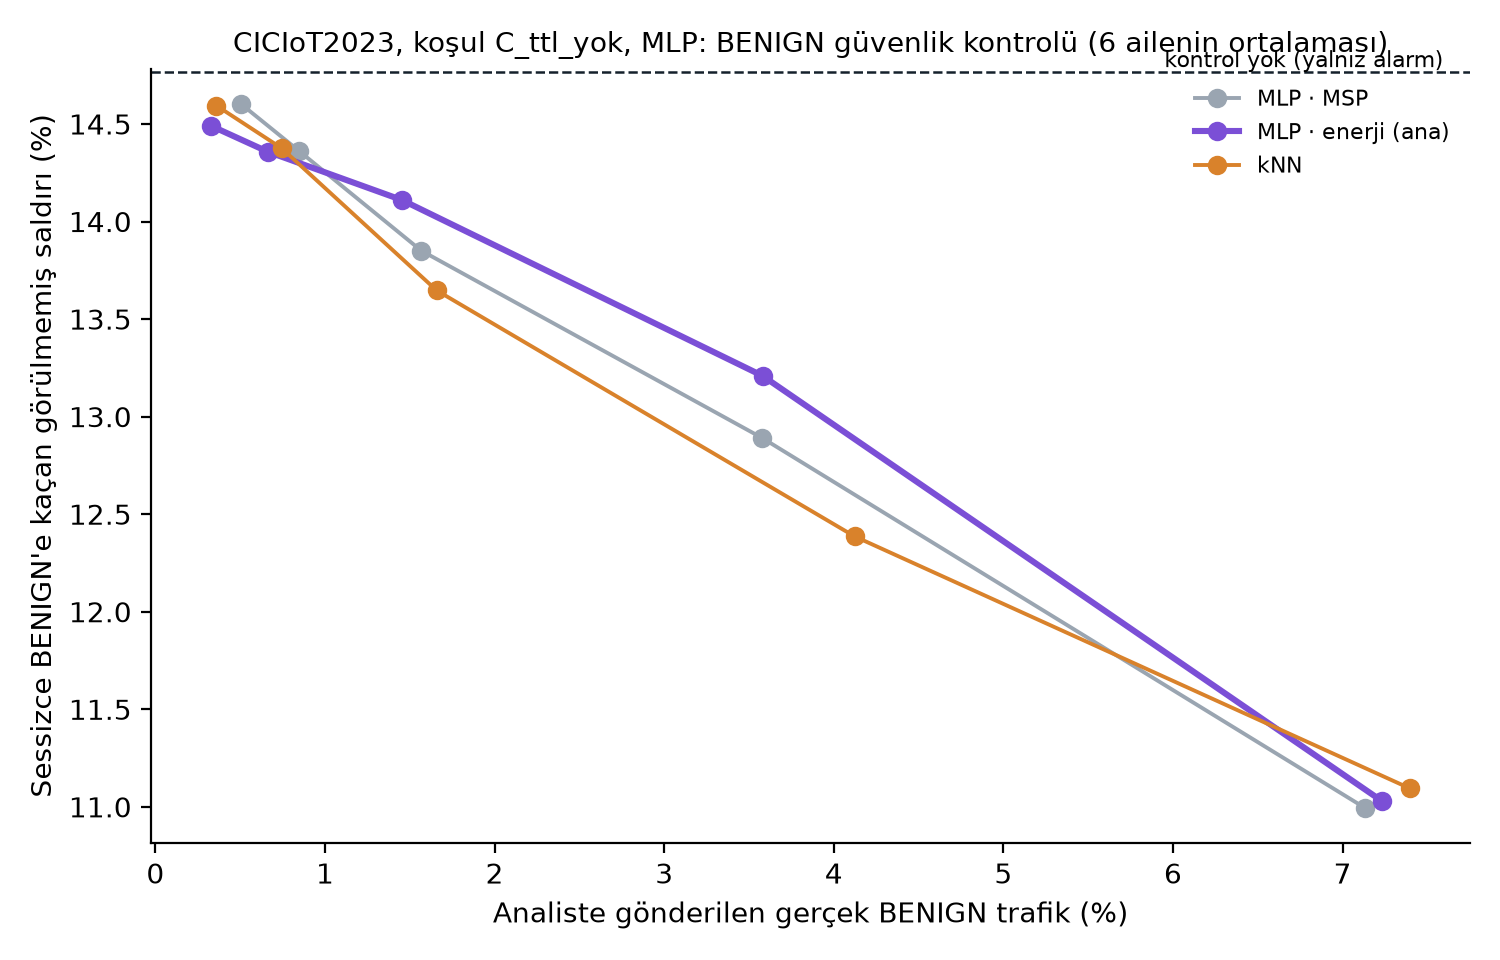 CICIoT2023, koşul C_ttl_yok, MLP: BENIGN güvenlik kontrolü (6 ailenin ortalaması)
kontrol yok (yalnız alarm)
MLP · MSP
MLP · enerji (ana)
kNN
Sessizce BENIGN'e kaçan görülmemiş saldırı (%)
14.5
14.0
13.5
13.0
12.5
12.0
11.5
11.0
0 1 2 3 4 5 6 7
Analiste gönderilen gerçek BENIGN trafik (%)